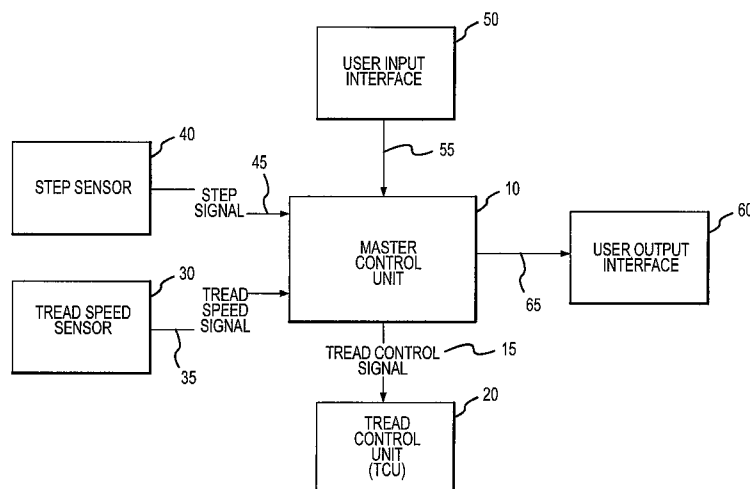 50
USER INPUT
INTERFACE
40
55
STEP SENSOR
STEP
SIGNAL
45
10
MASTER
CONTROL
UNIT
60
USER OUTPUT
INTERFACE
65
30
TREAD SPEED
SENSOR
TREAD
SPEED
SIGNAL
35
TREAD CONTROL
SIGNAL
15
20
TREAD
CONTROL
UNIT
(TCU)